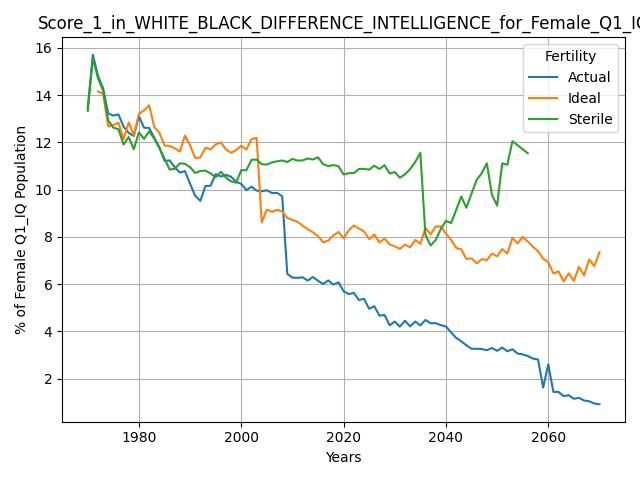 Score_1_in_WHITE_BLACK_DIFFERENCE_INTELLIGENCE_for_Female_Q1_IQ
Fertility
Actual
Ideal
Sterile
% of Female Q1_IQ Population
16
14
12
10
8
6
4
2
1980 2000 2020 2040 2060
Years